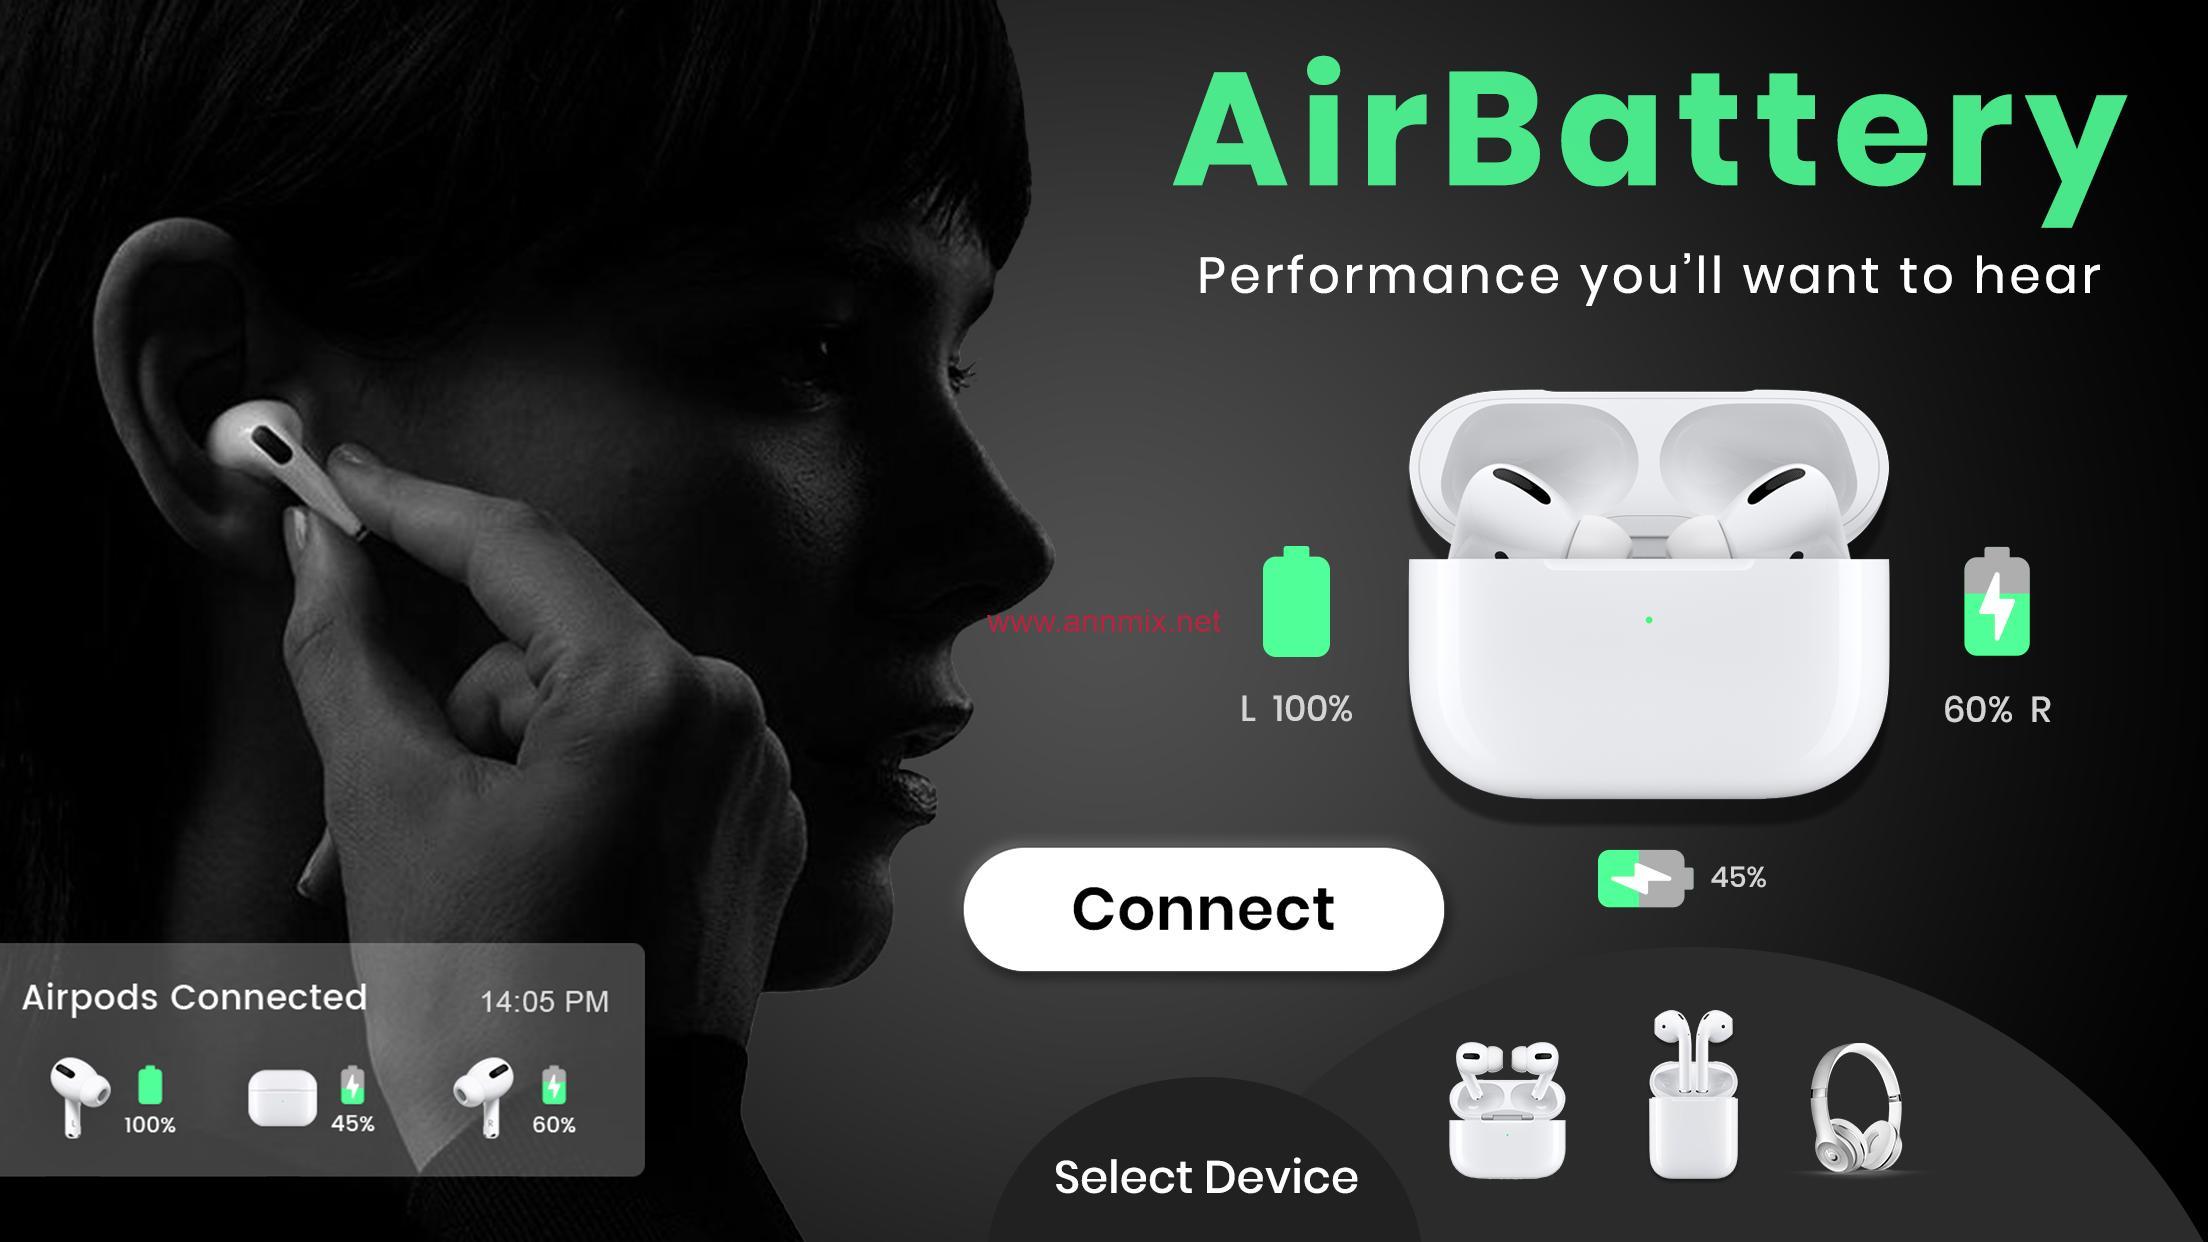 AirBattery
Performance you’ll want to hear
www.annmix.net
L 100%
60% R
45%
Connect
Airpods Connected
14:05 PM
L
R
100%
45%
60%
Select Device